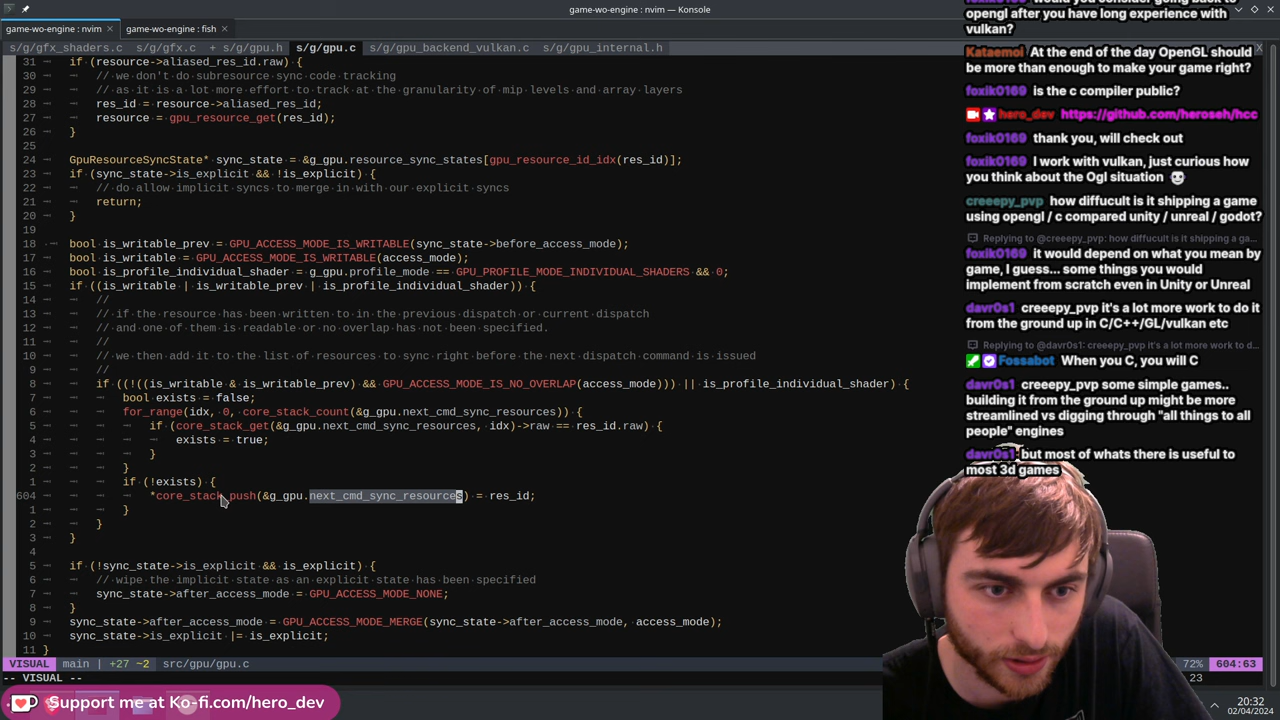 game-wo-engine : nvim — Konsole
game-wo-engine : nvim
game-wo-engine : fish
s/g/gfx_shaders.c s/g/gfx.c + s/g/gpu.h s/g/gpu.c s/g/gpu_backend_vulkan.c s/g/gpu_internal.h
31 if (resource->aliased_res_id.raw) {
30 // we don't do subresource sync code tracking
29 // as it is a lot more effort to track at the granularity of mip levels and array layers
28 res_id = resource->aliased_res_id;
27 resource = gpu_resource_get(res_id);
26 }
25
24 GpuResourceSyncState* sync_state = &g_gpu.resource_sync_states[gpu_resource_id_idx(res_id)];
23 if (sync_state->is_explicit && !is_explicit) {
22 // do allow implicit syncs to merge in with our explicit syncs
21 return;
20 }
19
18 bool is_writable_prev = GPU_ACCESS_MODE_IS_WRITABLE(sync_state->before_access_mode);
17 bool is_writable = GPU_ACCESS_MODE_IS_WRITABLE(access_mode);
16 bool is_profile_individual_shader = g_gpu.profile_mode == GPU_PROFILE_MODE_INDIVIDUAL_SHADERS && 0;
15 if ((is_writable | is_writable_prev | is_profile_individual_shader)) {
14 //
13 // if the resource has been written to in the previous dispatch or current dispatch
12 // and one of them is readable or no overlap has not been specified.
11 //
10 // we then add it to the list of resources to sync right before the next dispatch command is issued
9 //
8 if ((!((is_writable & is_writable_prev) && GPU_ACCESS_MODE_IS_NO_OVERLAP(access_mode))) || is_profile_individual_shader) {
7 bool exists = false;
6 for_range(idx, 0, core_stack_count(&g_gpu.next_cmd_sync_resources)) {
5 if (core_stack_get(&g_gpu.next_cmd_sync_resources, idx)->raw == res_id.raw) {
4 exists = true;
3 }
2 }
1 if (!exists) {
604 *core_stack_push(&g_gpu.next_cmd_sync_resources) = res_id;
1 }
2 }
3 }
4
5 if (!sync_state->is_explicit && is_explicit) {
6 // wipe the implicit state as an explicit state has been specified
7 sync_state->after_access_mode = GPU_ACCESS_MODE_NONE;
8 }
9 sync_state->after_access_mode = GPU_ACCESS_MODE_MERGE(sync_state->after_access_mode, access_mode);
10 sync_state->is_explicit |= is_explicit;
11 }
VISUAL main | +27 ~2 src/gpu/gpu.c 72% 604:63
-- VISUAL -- 23
Support me at Ko-fi.com/hero_dev
20:32
02/04/2024
opengl after you have long experience with
vulkan?
Kataemoi At the end of the day OpenGL should
be more than enough to make your game right?
foxik0169 is the c compiler public?
hero_dev https://github.com/heroseh/hcc
foxik0169 thank you, will check out
foxik0169 I work with vulkan, just curious how
you think about the Ogl situation
creeepy_pvp how diffucult is it shipping a game
using opengl / c compared unity / unreal / godot?
Replying to @creeepy_pvp: how diffucult is it shipping a ga...
foxik0169 it would depend on what you mean by
game, I guess... some things you would
implement from scratch even in Unity or Unreal
davr0s1 creeepy_pvp it's a lot more work to do it
from the ground up in C/C++/GL/vulkan etc
Replying to @davr0s1: creeepy_pvp it's a lot more work to d...
Fossabot When you C, you will C
davr0s1 creeepy_pvp some simple games..
building it from the ground up might be more
streamlined vs digging through "all things to all
people" engines
davr0s1 but most of whats there is useful to
most 3d games